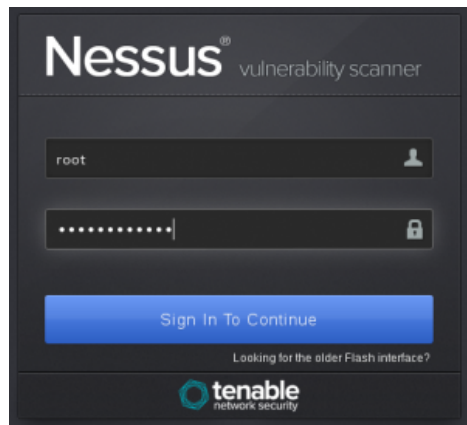 Nessus® vulnerability scanner
root
••••••••••••
Sign In To Continue
Looking for the older Flash interface?
tenable
network security